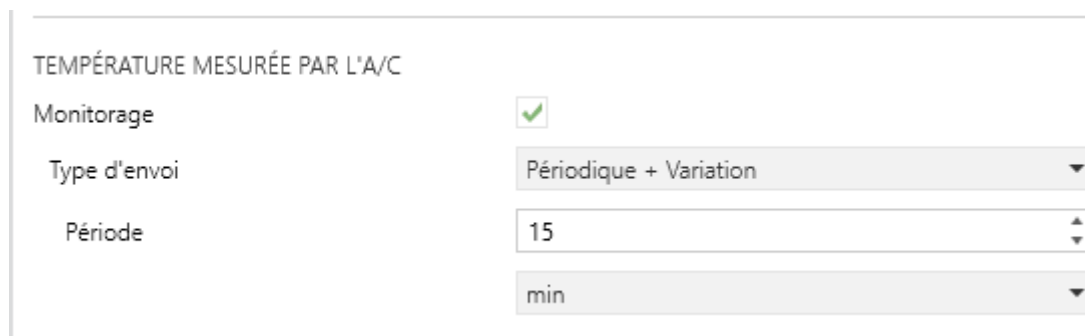 TEMPÉRATURE MESURÉE PAR L'A/C
Monitorage
Type d'envoi Périodique + Variation
Période 15
min